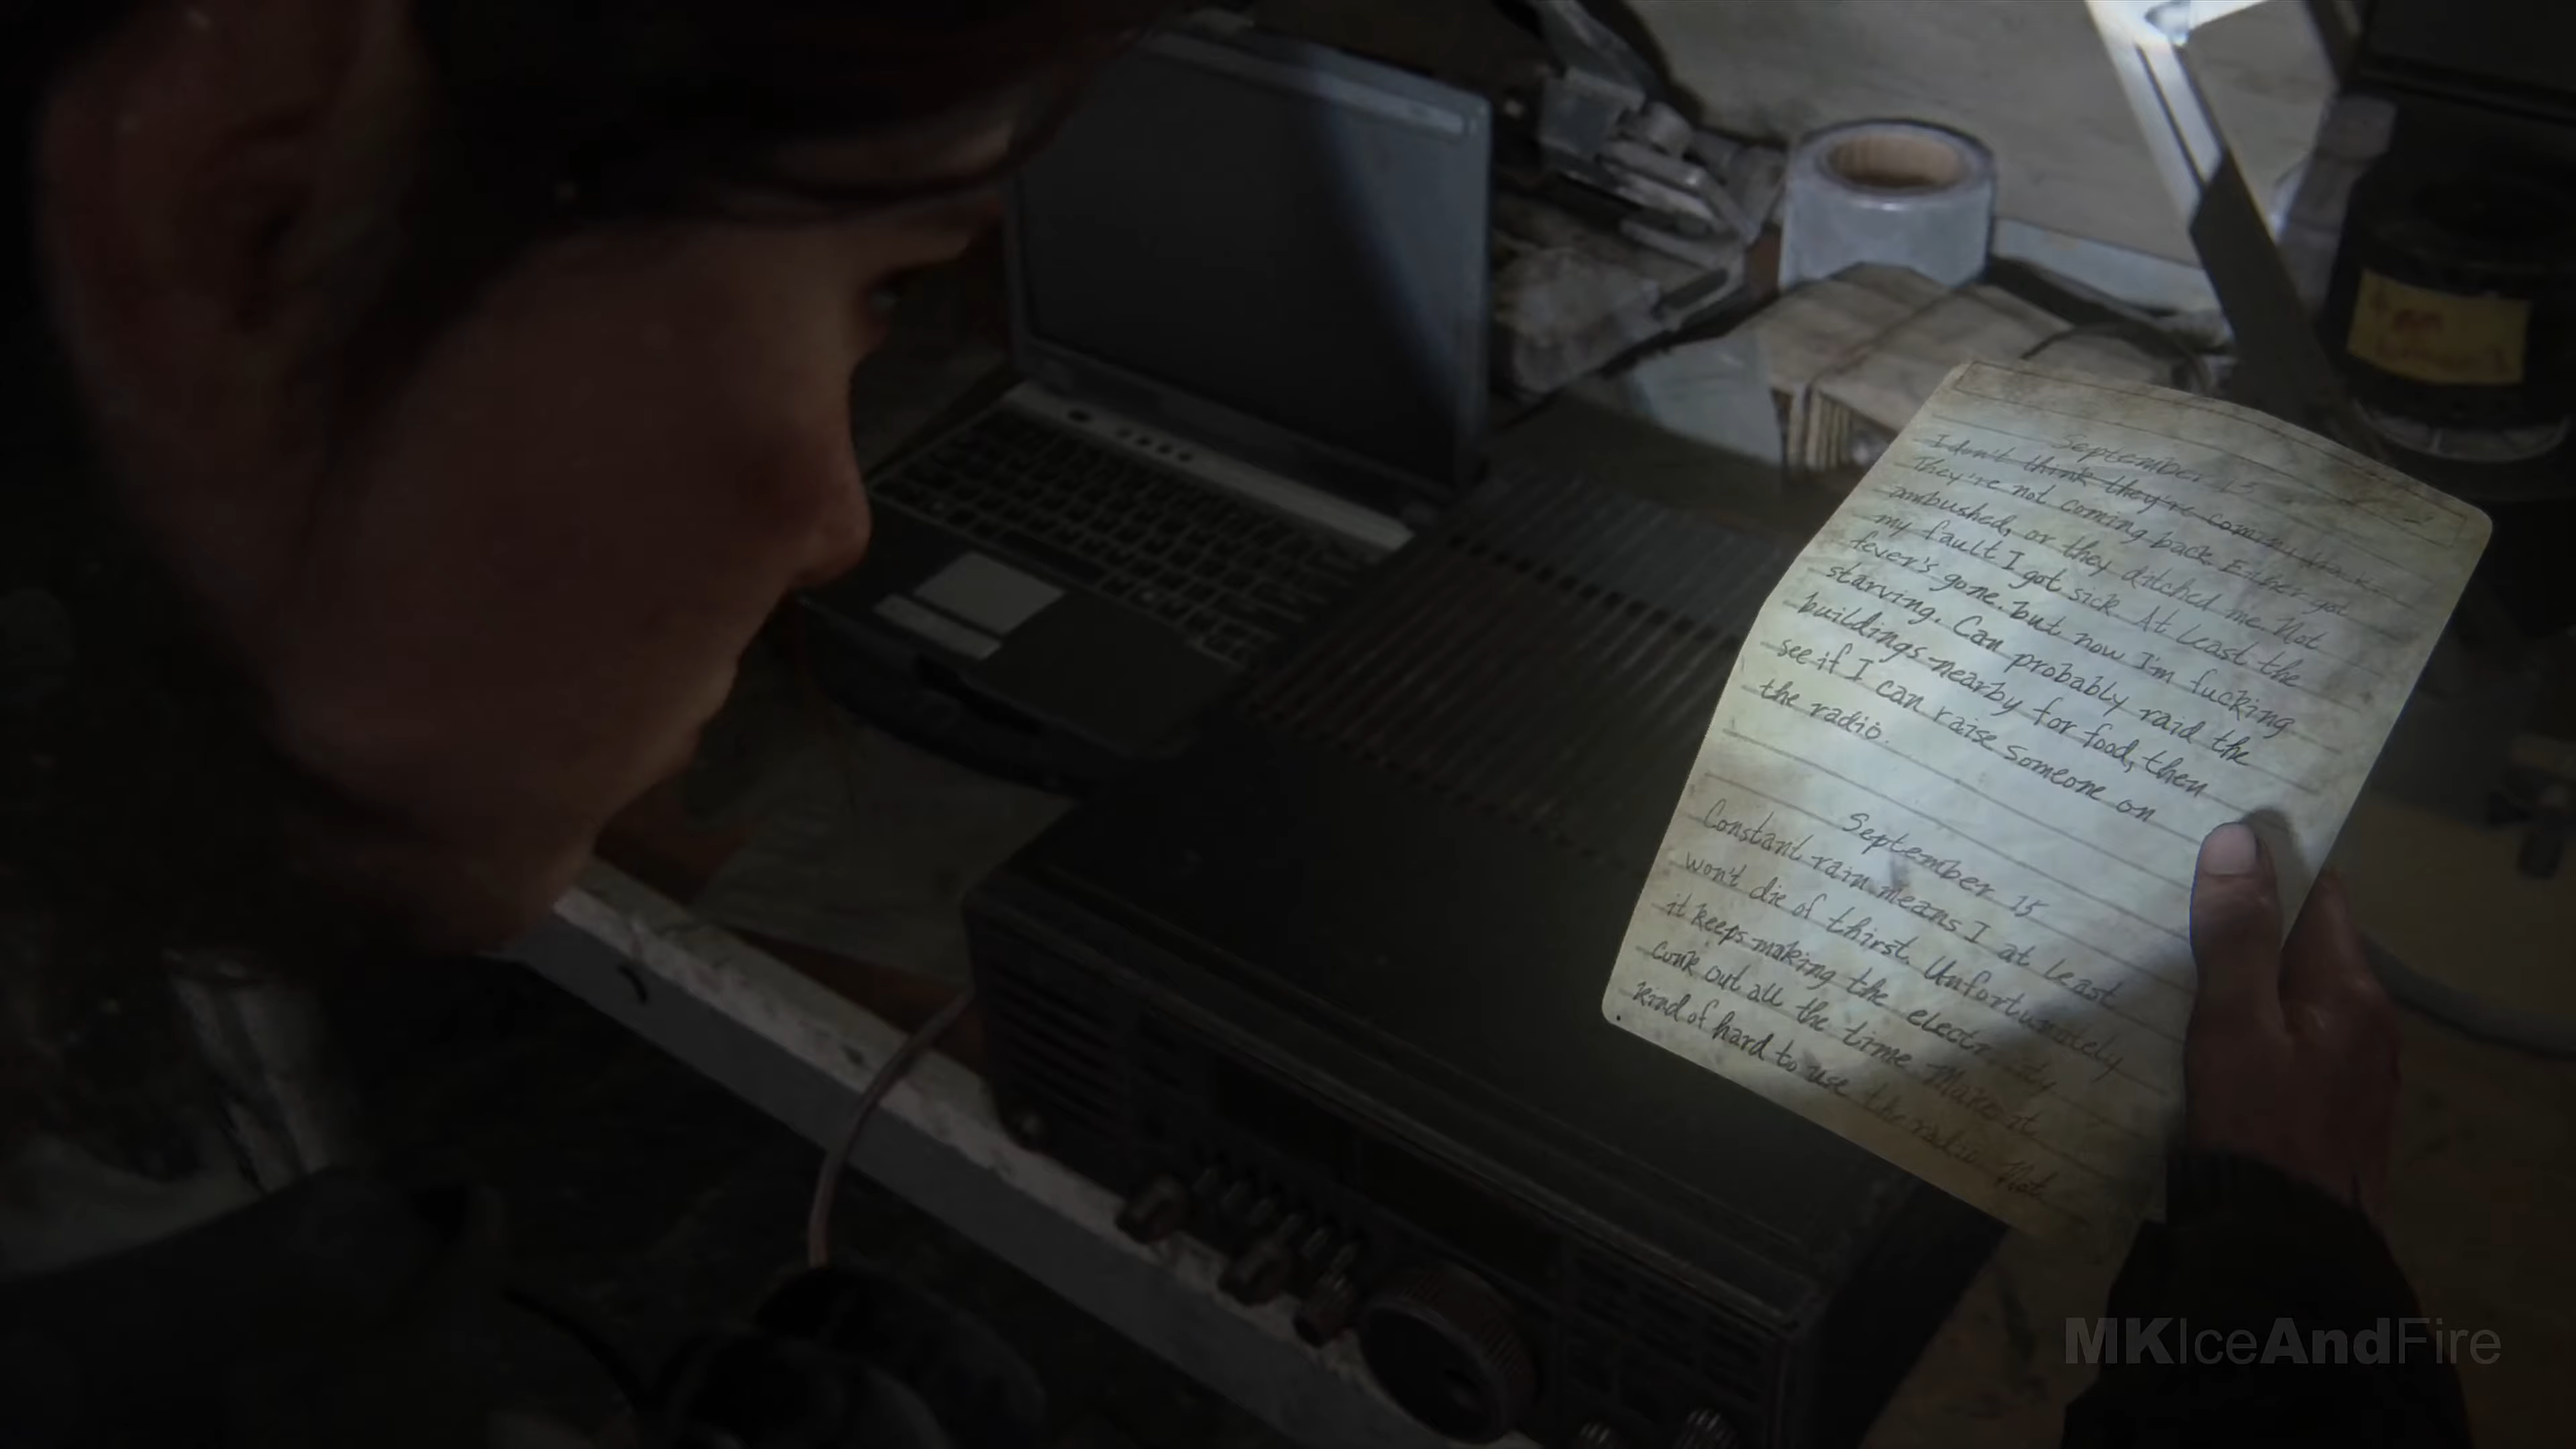 September 13
I don't think they're coming back.
They're not coming back. Either got
ambushed, or they ditched me. Not
my fault I got sick. At least the
fever's gone. but now I'm fucking
starving. Can probably raid the
buildings nearby for food, then
see if I can raise someone on
the radio.
September 15
Constant rain means I at least
won't die of thirst. Unfortunately
it keeps making the electricity
conk out all the time. Makes it
kind of hard to use the radio. Not
MKIceAndFire